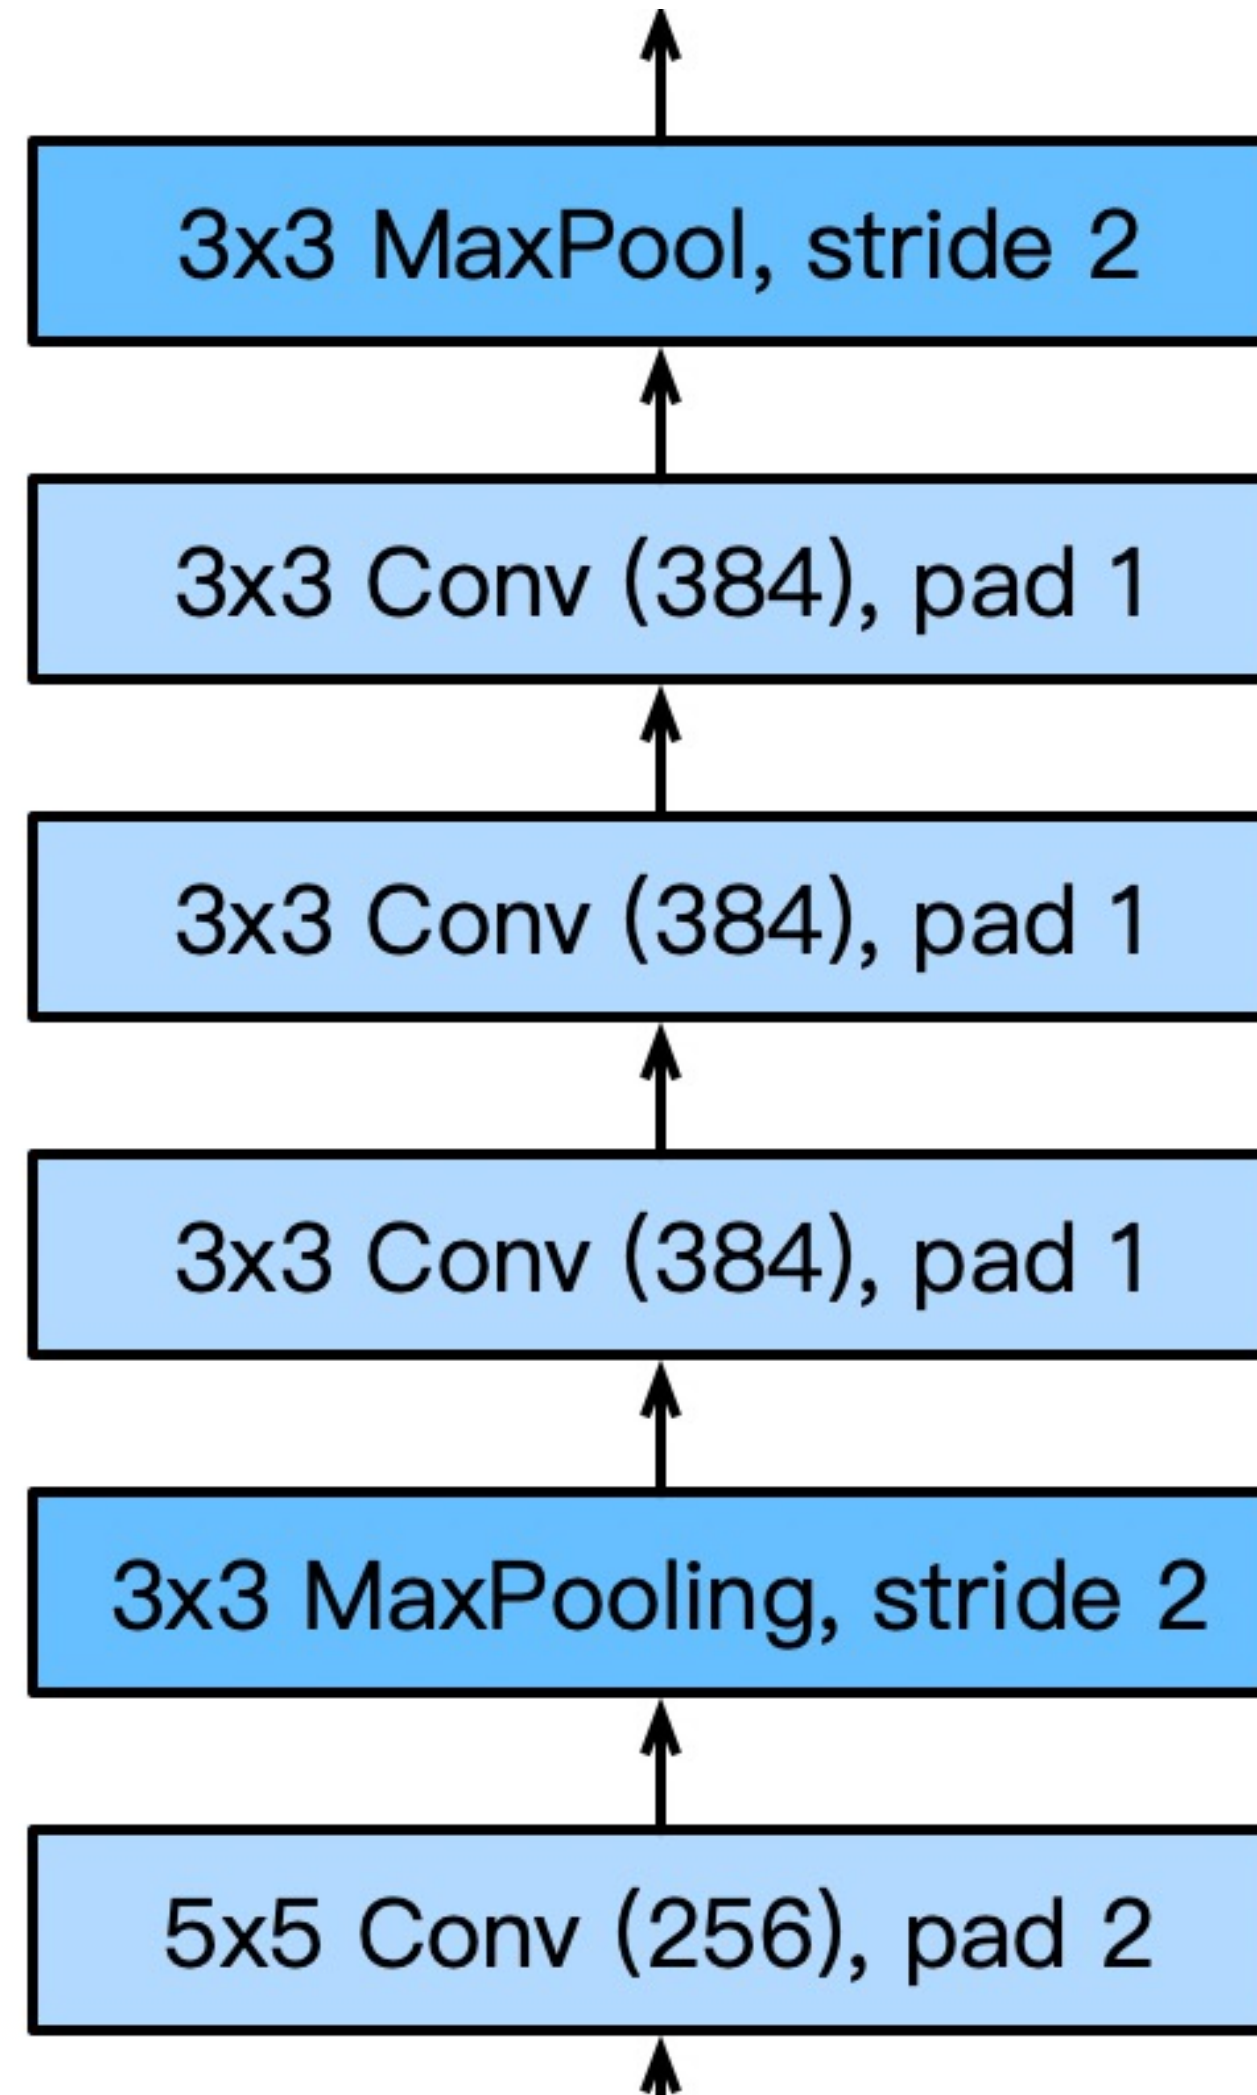 3x3 MaxPool, stride 2
3x3 Conv (384), pad 1
3x3 Conv (384), pad 1
3x3 Conv (384), pad 1
3x3 MaxPooling, stride 2
5x5 Conv (256), pad 2